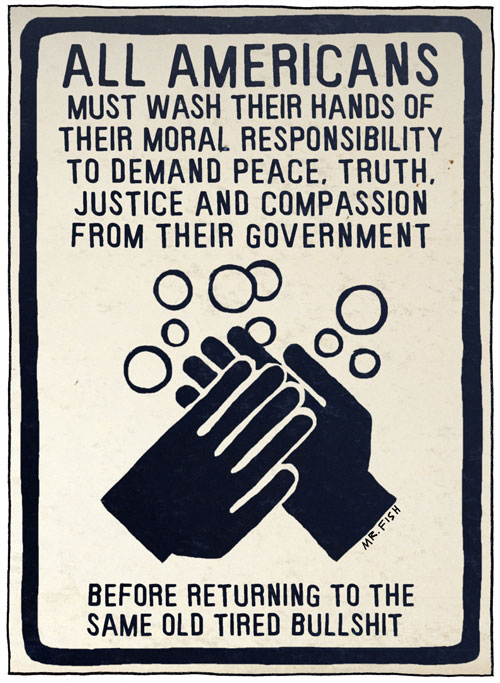 ALL AMERICANS
MUST WASH THEIR HANDS OF
THEIR MORAL RESPONSIBILITY
TO DEMAND PEACE, TRUTH,
JUSTICE AND COMPASSION
FROM THEIR GOVERNMENT
MR. FISH
BEFORE RETURNING TO THE
SAME OLD TIRED BULLSHIT